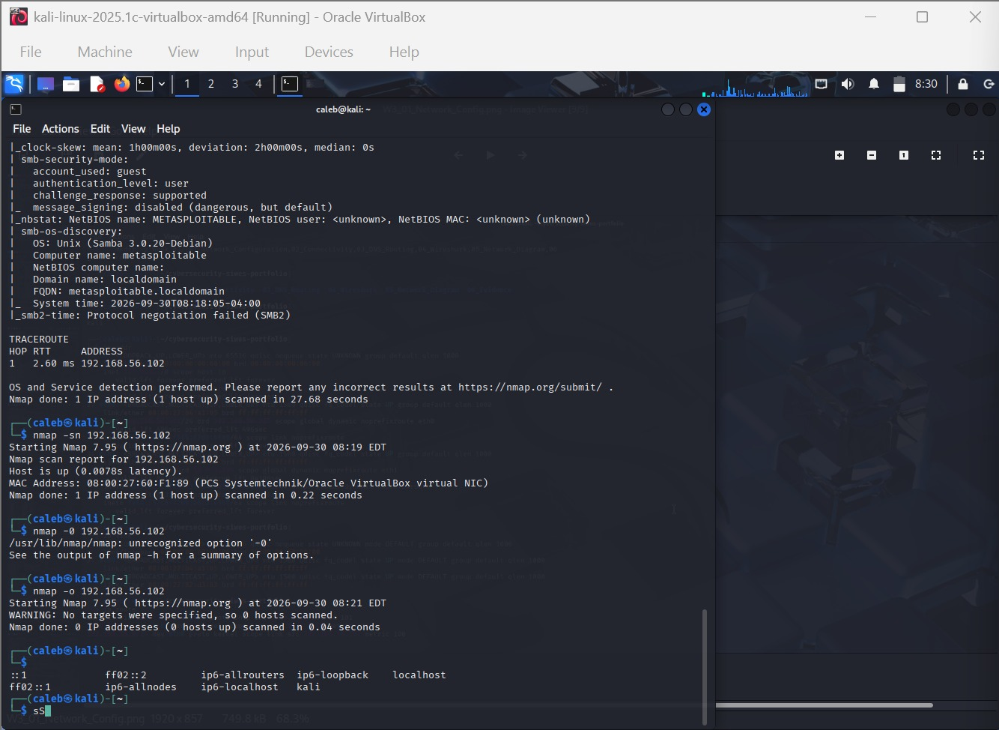 kali-linux-2025.1c-virtualbox-amd64 [Running] - Oracle VirtualBox
File Machine View Input Devices Help
1 2 3 4 8:30
caleb@kali: ~
File Actions Edit View Help
|_clock-skew: mean: 1h00m00s, deviation: 2h00m00s, median: 0s
| smb-security-mode:
|   account_used: guest
|   authentication_level: user
|   challenge_response: supported
|_  message_signing: disabled (dangerous, but default)
|_nbstat: NetBIOS name: METASPLOITABLE, NetBIOS user: <unknown>, NetBIOS MAC: <unknown> (unknown)
| smb-os-discovery:
|   OS: Unix (Samba 3.0.20-Debian)
|   Computer name: metasploitable
|   NetBIOS computer name:
|   Domain name: localdomain
|   FQDN: metasploitable.localdomain
|_  System time: 2026-09-30T08:18:05-04:00
|_smb2-time: Protocol negotiation failed (SMB2)
TRACEROUTE
HOP RTT     ADDRESS
1   2.60 ms 192.168.56.102
OS and Service detection performed. Please report any incorrect results at https://nmap.org/submit/ .
Nmap done: 1 IP address (1 host up) scanned in 27.68 seconds
┌──(caleb㉿kali)-[~]
└─$ nmap -sn 192.168.56.102
Starting Nmap 7.95 ( https://nmap.org ) at 2026-09-30 08:19 EDT
Nmap scan report for 192.168.56.102
Host is up (0.0078s latency).
MAC Address: 08:00:27:60:F1:89 (PCS Systemtechnik/Oracle VirtualBox virtual NIC)
Nmap done: 1 IP address (1 host up) scanned in 0.22 seconds
┌──(caleb㉿kali)-[~]
└─$ nmap -0 192.168.56.102
/usr/lib/nmap/nmap: unrecognized option '-0'
See the output of nmap -h for a summary of options.
┌──(caleb㉿kali)-[~]
└─$ nmap -o 192.168.56.102
Starting Nmap 7.95 ( https://nmap.org ) at 2026-09-30 08:21 EDT
WARNING: No targets were specified, so 0 hosts scanned.
Nmap done: 0 IP addresses (0 hosts up) scanned in 0.04 seconds
┌──(caleb㉿kali)-[~]
└─$
::1             ff02::2         ip6-allrouters  ip6-loopback    localhost
ff02::1         ip6-allnodes    ip6-localhost   kali
┌──(caleb㉿kali)-[~]
└─$ sS
W3_01_Network_Config.png 1920 x 857 749.8 kB 68.3%